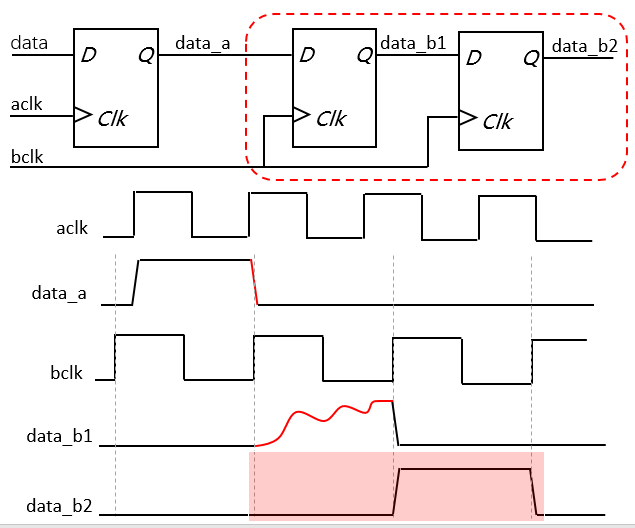 data D Q data_a D Q data_b1 D Q data_b2
aclk Clk Clk Clk
bclk
aclk
data_a
bclk
data_b1
data_b2